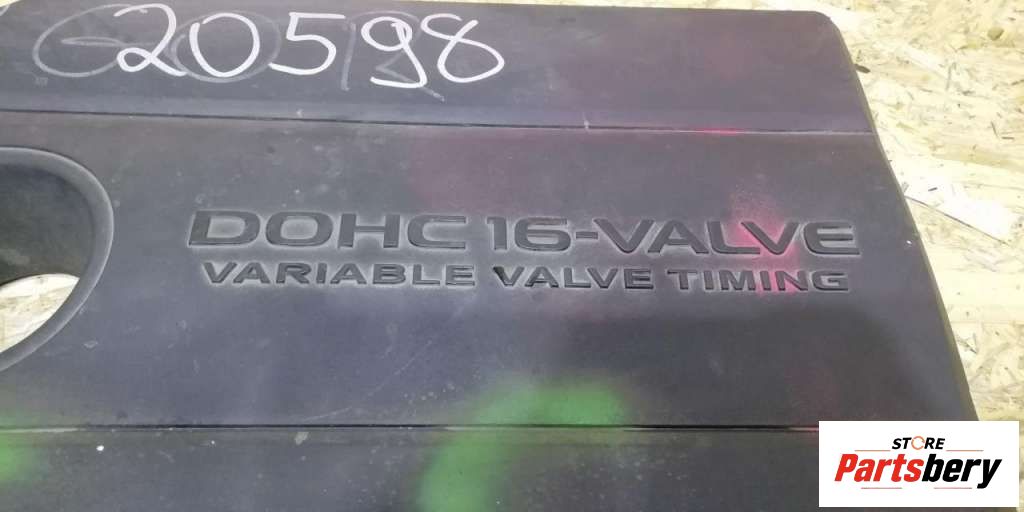 20598
DOHC 16-VALVE
VARIABLE VALVE TIMING
STORE
Partsbery